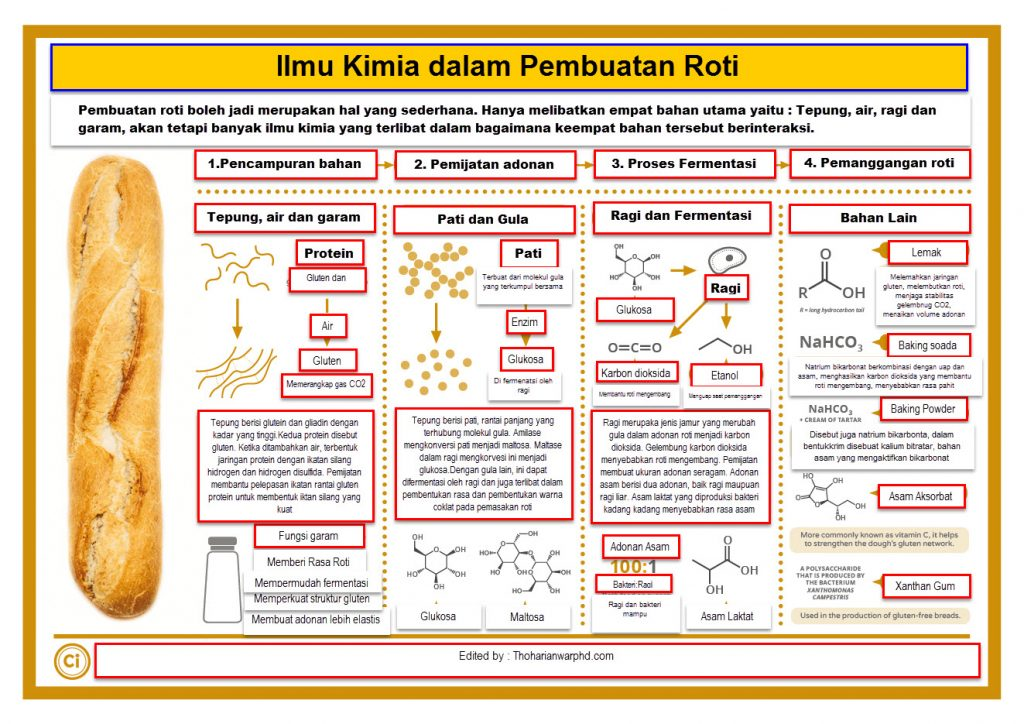 Ilmu Kimia dalam Pembuatan Roti
Pembuatan roti boleh jadi merupakan hal yang sederhana. Hanya melibatkan empat bahan utama yaitu : Tepung, air, ragi dan
garam, akan tetapi banyak ilmu kimia yang terlibat dalam bagaimana keempat bahan tersebut berinteraksi.
1.Pencampuran bahan
2. Pemijatan adonan
3. Proses Fermentasi
4. Pemanggangan roti
Tepung, air dan garam
Protein
Gluten dan
Air
Gluten
Memerangkap gas CO2
Tepung berisi glutein dan gliadin dengan
kadar yang tinggi.Kedua protein disebut
gluten. Ketika ditambahkan air, terbentuk
jaringan protein dengan ikatan silang
hidrogen dan hidrogen disulfida. Pemijatan
membantu pelepasan ikatan rantai gluten
protein untuk membentuk iktan silang yang
kuat
Fungsi garam
Memberi Rasa Roti
Mempermudah fermentasi
Memperkuat struktur gluten
Membuat adonan lebih elastis
Pati dan Gula
Pati
Terbuat dari molekul gula
yang terkumpul bersama
Enzim
Glukosa
Di fermenatsi oleh
ragi
Tepung berisi pati, rantai panjang yang
terhubung molekul gula. Amilase
mengkonversi pati menjadi maltosa. Maltase
dalam ragi mengkorvesi ini menjadi
glukosa.Dengan gula lain, ini dapat
difermentasi oleh ragi dan juga terlibat dalam
pembentukan rasa dan pembentukan warna
coklat pada pemasakan roti
OH
O
OH
OH
OH
HO
Glukosa
Maltosa
Ragi dan Fermentasi
Ragi
Glukosa
O=C=O
OH
Karbon dioksida
Etanol
Membantu roti mengembang
Menguap saat pemanggangan
Ragi merupaka jenis jamur yang merubah
gula dalam adonan roti menjadi karbon
dioksida. Gelembung karbon dioksida
menyebabkan roti mengembang. Pemijatan
membuat ukuran adonan seragam. Adonan
asam berisi dua adonan, baik ragi maupuan
ragi liar. Asam laktat yang diproduksi bakteri
kadang kadang menyebabkan rasa asam
Adonan Asam
100:1
Ragi dan bakteri
mampu
O
OH
OH
Asam Laktat
Bahan Lain
O
R
OH
R = long hydrocarbon tail
Lemak
Melemahkan jaringan
gluten, melembutkan roti,
menjaga stabilitas
gelembnrug CO2,
menaikan volume adonan
NaHCO3
Baking soada
Natrium bikarbonat berkombinasi dengan uap dan
asam, menghasilkan karbon dioksida yang membantu
roti mengembang, menyebabkan rasa pahit
NaHCO3
+ CREAM OF TARTAR
Baking Powder
Disebut juga natrium bikarbonta, dalam
bentukkrim disebuat kalium bitratar, bahan
asam yang mengaktifkan bikarbonat
HO
OH
O
O
OH
OH
Asam Aksorbat
More commonly known as vitamin C, it helps
to strengthen the dough's gluten network.
A POLYSACCHARIDE
THAT IS PRODUCED BY
THE BACTERIUM
XANTHOMONAS
CAMPESTRIS
Xanthan Gum
Used in the production of gluten-free breads.
Ci
Edited by : Thoharianwarphd.com